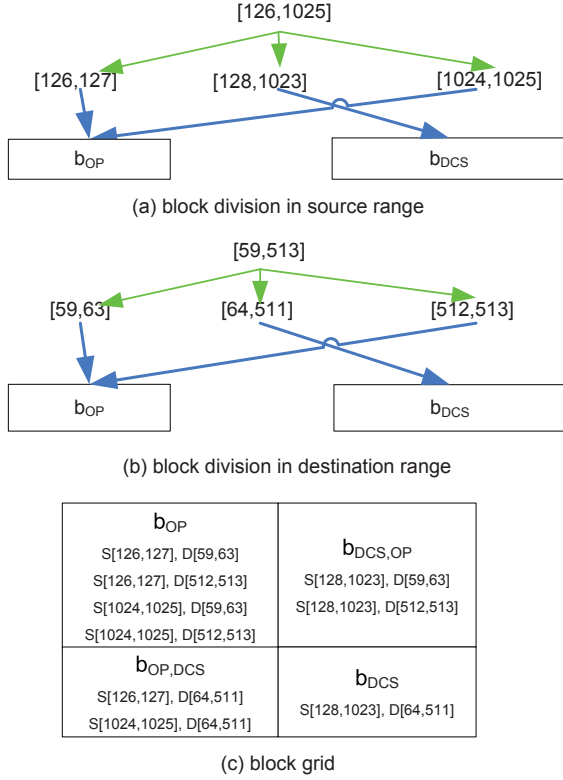 [126,1025]
[126,127] [128,1023] [1024,1025]
bOP bDCS
(a) block division in source range
[59,513]
[59,63] [64,511] [512,513]
bOP bDCS
(b) block division in destination range
bOP
S[126,127], D[59,63]
S[126,127], D[512,513]
S[1024,1025], D[59,63]
S[1024,1025], D[512,513]
bDCS,OP
S[128,1023], D[59,63]
S[128,1023], D[512,513]
bOP,DCS
S[126,127], D[64,511]
S[1024,1025], D[64,511]
bDCS
S[128,1023], D[64,511]
(c) block grid